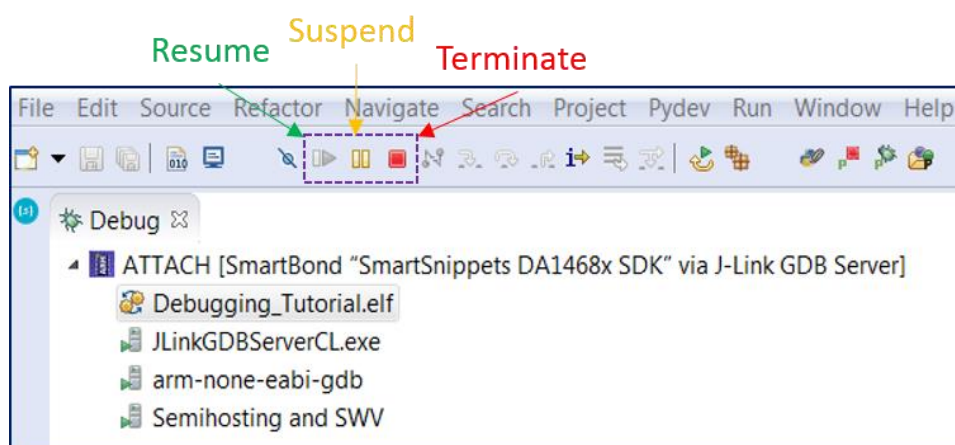 Suspend
Resume
Terminate
File Edit Source Refactor Navigate Search Project Pydev Run Window Help
010
i
P P P
{s}
Debug
ATTACH [SmartBond “SmartSnippets DA1468x SDK” via J-Link GDB Server]
Debugging_Tutorial.elf
JLinkGDBServerCL.exe
arm-none-eabi-gdb
Semihosting and SWV